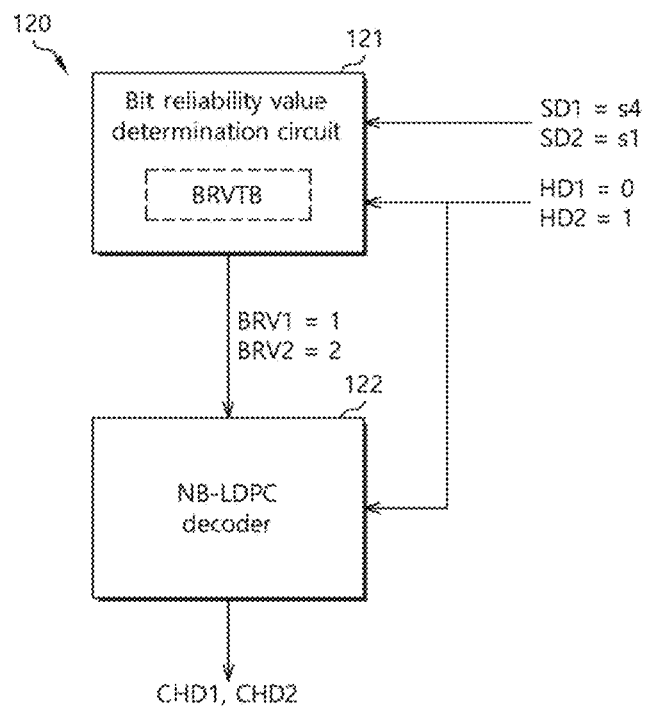 120
121
Bit reliability value
determination circuit
BRVTB
SD1 = s4
SD2 = s1
HD1 = 0
HD2 = 1
BRV1 = 1
BRV2 = 2
122
NB-LDPC
decoder
CHD1, CHD2